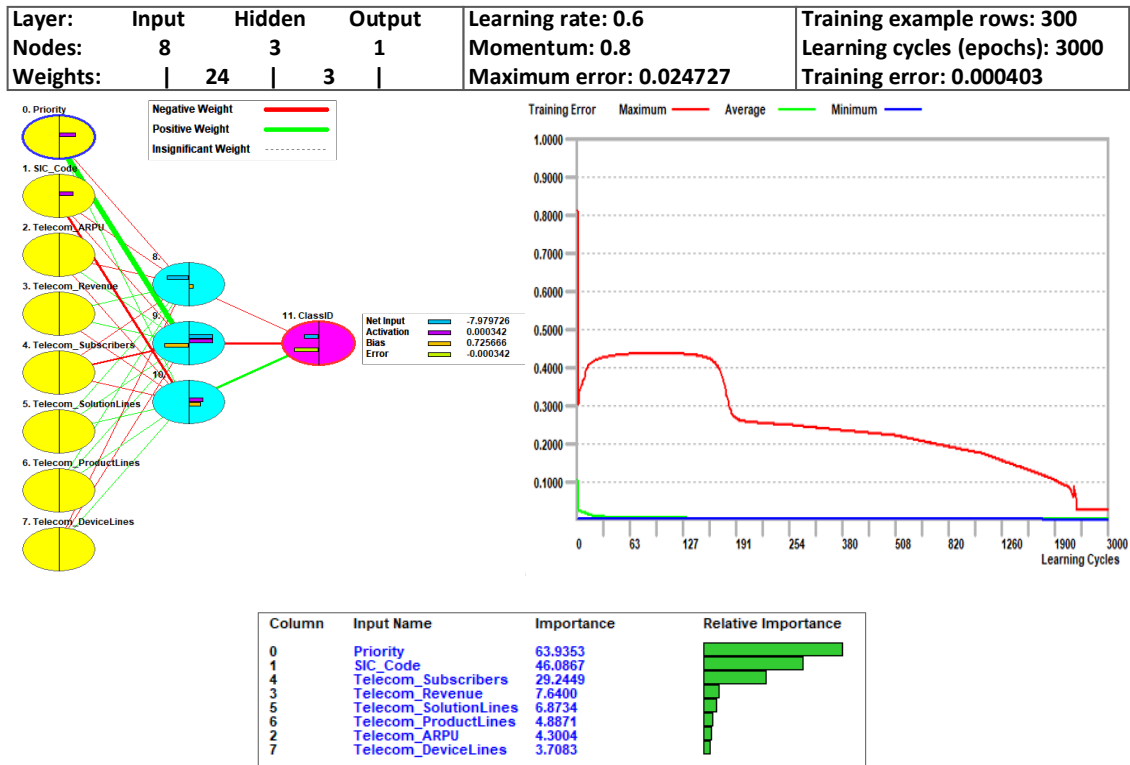 Layer: Input Hidden Output
Nodes: 8 3 1
Weights: | 24 | 3 |
Learning rate: 0.6
Momentum: 0.8
Maximum error: 0.024727
Training example rows: 300
Learning cycles (epochs): 3000
Training error: 0.000403
0. Priority
1. SIC_Code
2. Telecom_ARPU
3. Telecom_Revenue
4. Telecom_Subscribers
5. Telecom_SolutionLines
6. Telecom_ProductLines
7. Telecom_DeviceLines
Negative Weight
Positive Weight
Insignificant Weight
8.
9.
10.
11. ClassID
Net Input -7.979726
Activation 0.000342
Bias 0.725666
Error -0.000342
Training Error Maximum Average Minimum
1.0000
0.9000
0.8000
0.7000
0.6000
0.5000
0.4000
0.3000
0.2000
0.1000
0 63 127 191 254 380 508 820 1260 1900 3000
Learning Cycles
Column Input Name Importance Relative Importance
0 Priority 63.9353
1 SIC_Code 46.0867
4 Telecom_Subscribers 29.2449
3 Telecom_Revenue 7.6400
5 Telecom_SolutionLines 6.8734
6 Telecom_ProductLines 4.8871
2 Telecom_ARPU 4.3004
7 Telecom_DeviceLines 3.7083